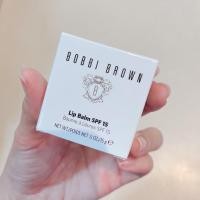 BOBBI BROWN
B
Lip Balm SPF 15
Baume à Lèvres SPF 15